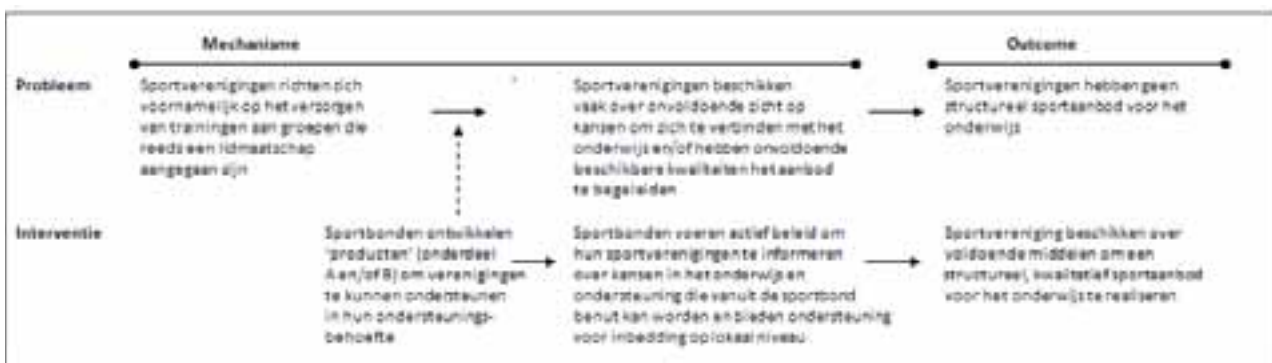 Mechanisme
Outcome
Probleem
Sportverenigingen richten zich
voornamelijk op het verzorgen
van trainingen aan groepen die
reeds een lidmaatschap
aangegaan zijn
Sportverenigingen beschikken
vaak over onvoldoende zicht op
kansen om zich te verbinden met het
onderwijs en/of hebben onvoldoende
beschikbare kwaliteiten het aanbod
te begeleiden
Sportverenigingen hebben geen
structureel sportaanbod voor het
onderwijs
Interventie
Sportbonden ontwikkelen
'producten' (onderdeel
A en/of B) om verenigingen
te kunnen ondersteunen
in hun ondersteunings-
behoefte
Sportbonden voeren actief beleid om
hun sportverenigingen te informeren
over kansen in het onderwijs en
ondersteuning die vanuit de sportbond
benut kan worden en bieden ondersteuning
voor inbedding op lokaal niveau.
Sportvereniging beschikken over
voldoende middelen om een
structureel, kwalitatief sportaanbod
voor het onderwijs te realiseren